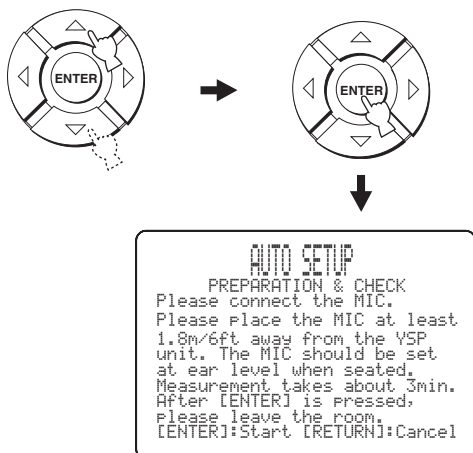 ENTER
ENTER
AUTO SETUP
PREPARATION & CHECK
Please connect the MIC.
Please place the MIC at least
1.8m/6ft away from the YSP
unit. The MIC should be set
at ear level when seated.
Measurement takes about 3min.
After [ENTER] is pressed,
please leave the room.
[ENTER]:Start [RETURN]:Cancel